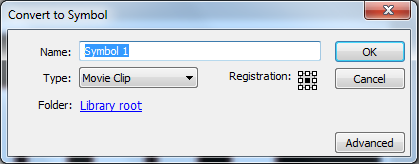 Convert to Symbol
Name: Symbol 1 OK
Type: Movie Clip Registration: Cancel
Folder: Library root
Advanced